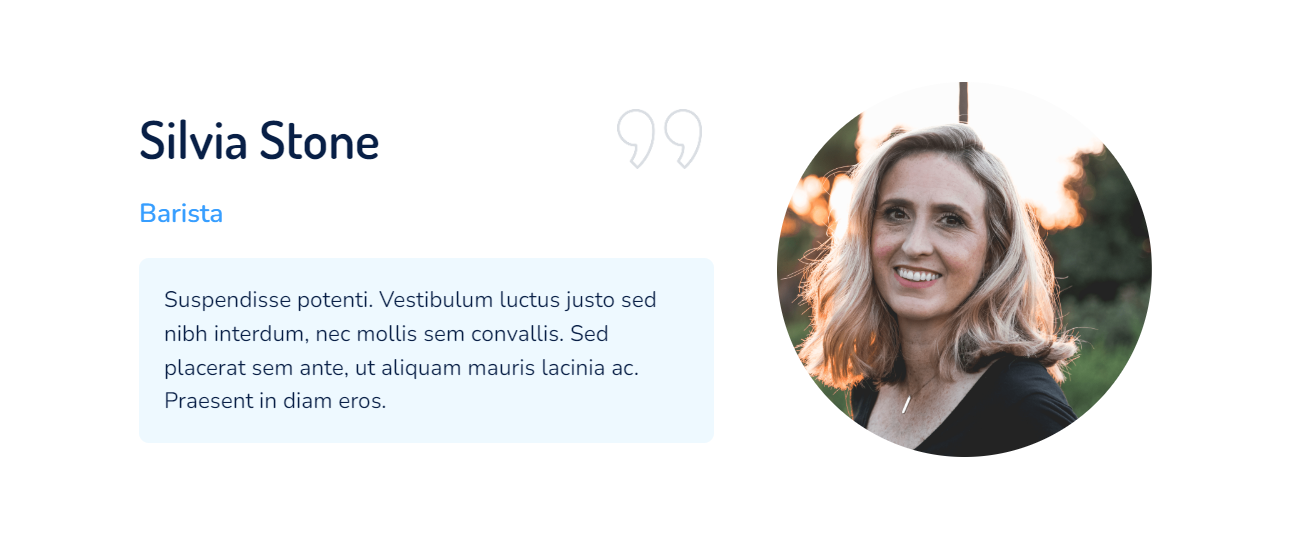 Silvia Stone
Barista
Suspendisse potenti. Vestibulum luctus justo sed
nibh interdum, nec mollis sem convallis. Sed
placerat sem ante, ut aliquam mauris lacinia ac.
Praesent in diam eros.